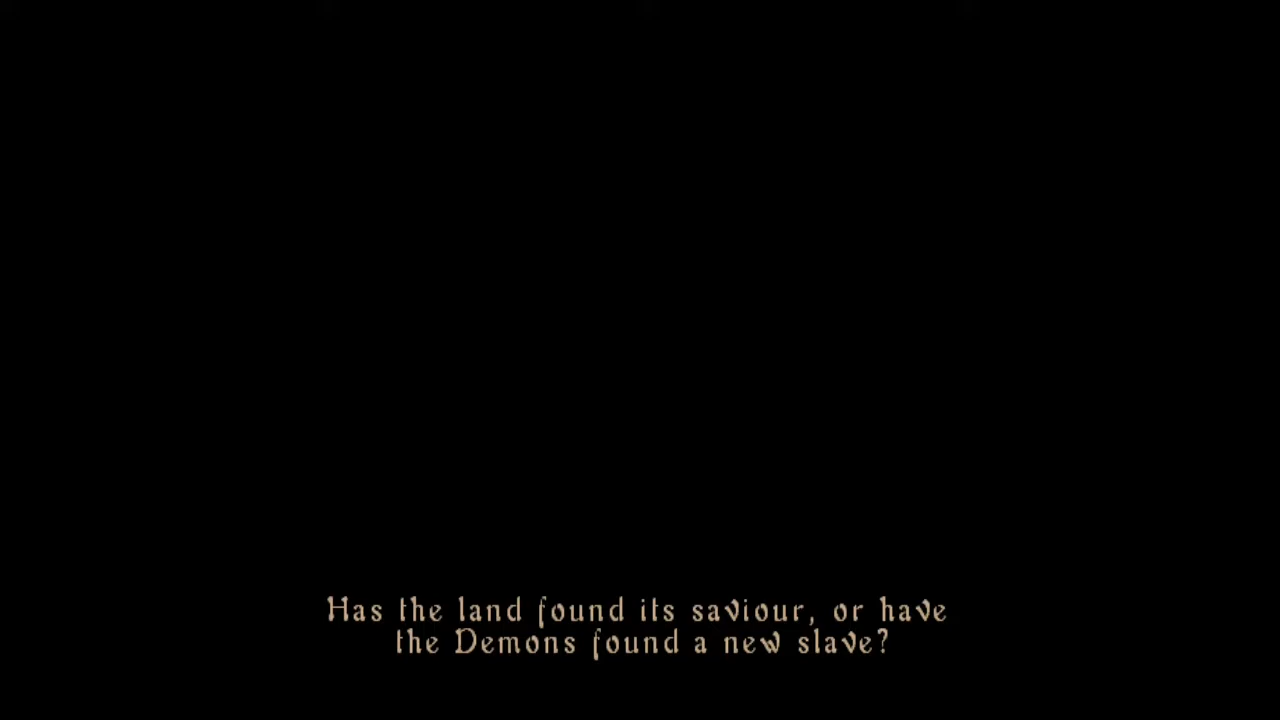 Has the land found its saviour, or have
the Demons found a new slave?